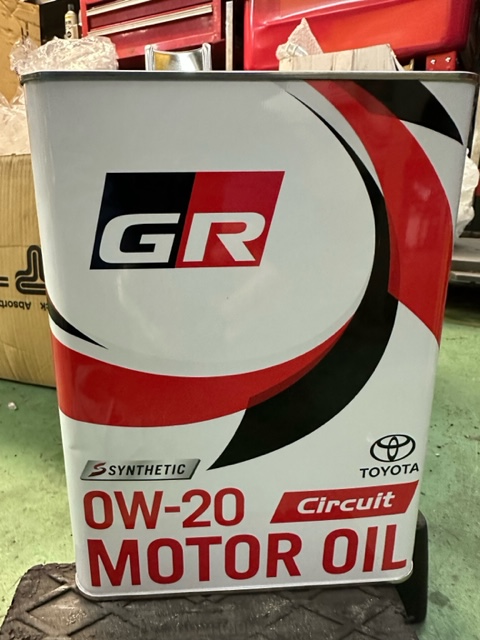 GR
SYNTHETIC
TOYOTA
0W-20
Circuit
MOTOR OIL